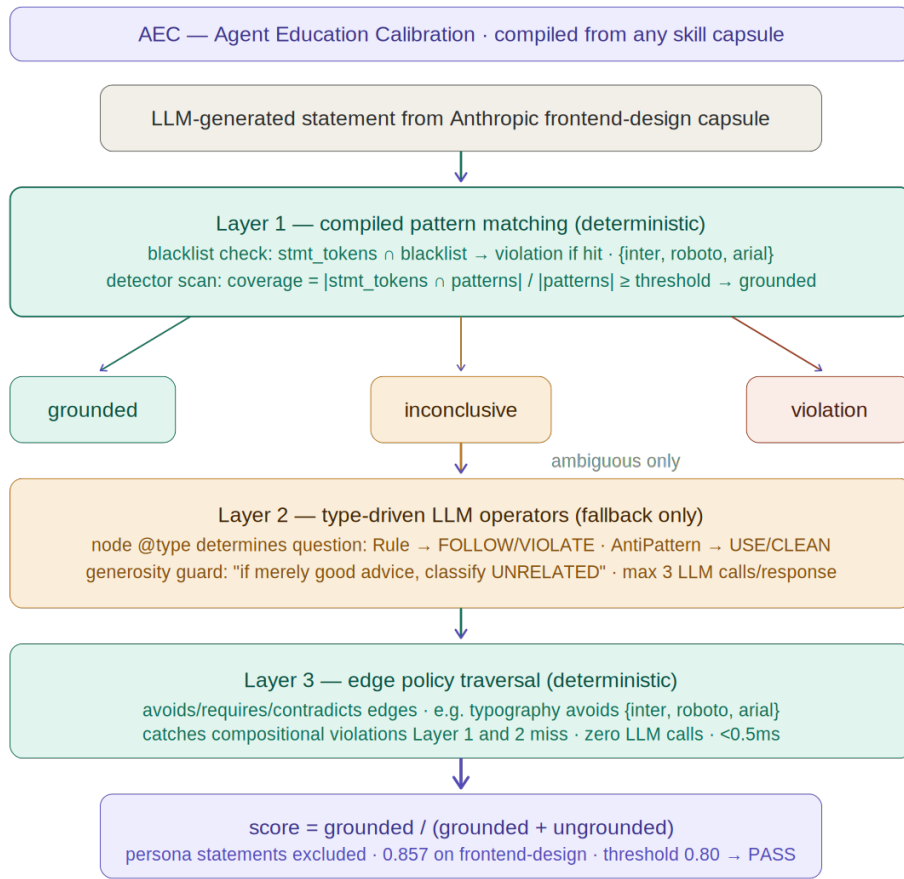 AEC — Agent Education Calibration · compiled from any skill capsule
LLM-generated statement from Anthropic frontend-design capsule
Layer 1 — compiled pattern matching (deterministic)
blacklist check: stmt_tokens ∩ blacklist → violation if hit · {inter, roboto, arial}
detector scan: coverage = |stmt_tokens ∩ patterns| / |patterns| ≥ threshold → grounded
grounded
inconclusive
violation
ambiguous only
Layer 2 — type-driven LLM operators (fallback only)
node @type determines question: Rule → FOLLOW/VIOLATE · AntiPattern → USE/CLEAN
generosity guard: "if merely good advice, classify UNRELATED" · max 3 LLM calls/response
Layer 3 — edge policy traversal (deterministic)
avoids/requires/contradicts edges · e.g. typography avoids {inter, roboto, arial}
catches compositional violations Layer 1 and 2 miss · zero LLM calls · <0.5ms
score = grounded / (grounded + ungrounded)
persona statements excluded · 0.857 on frontend-design · threshold 0.80 → PASS